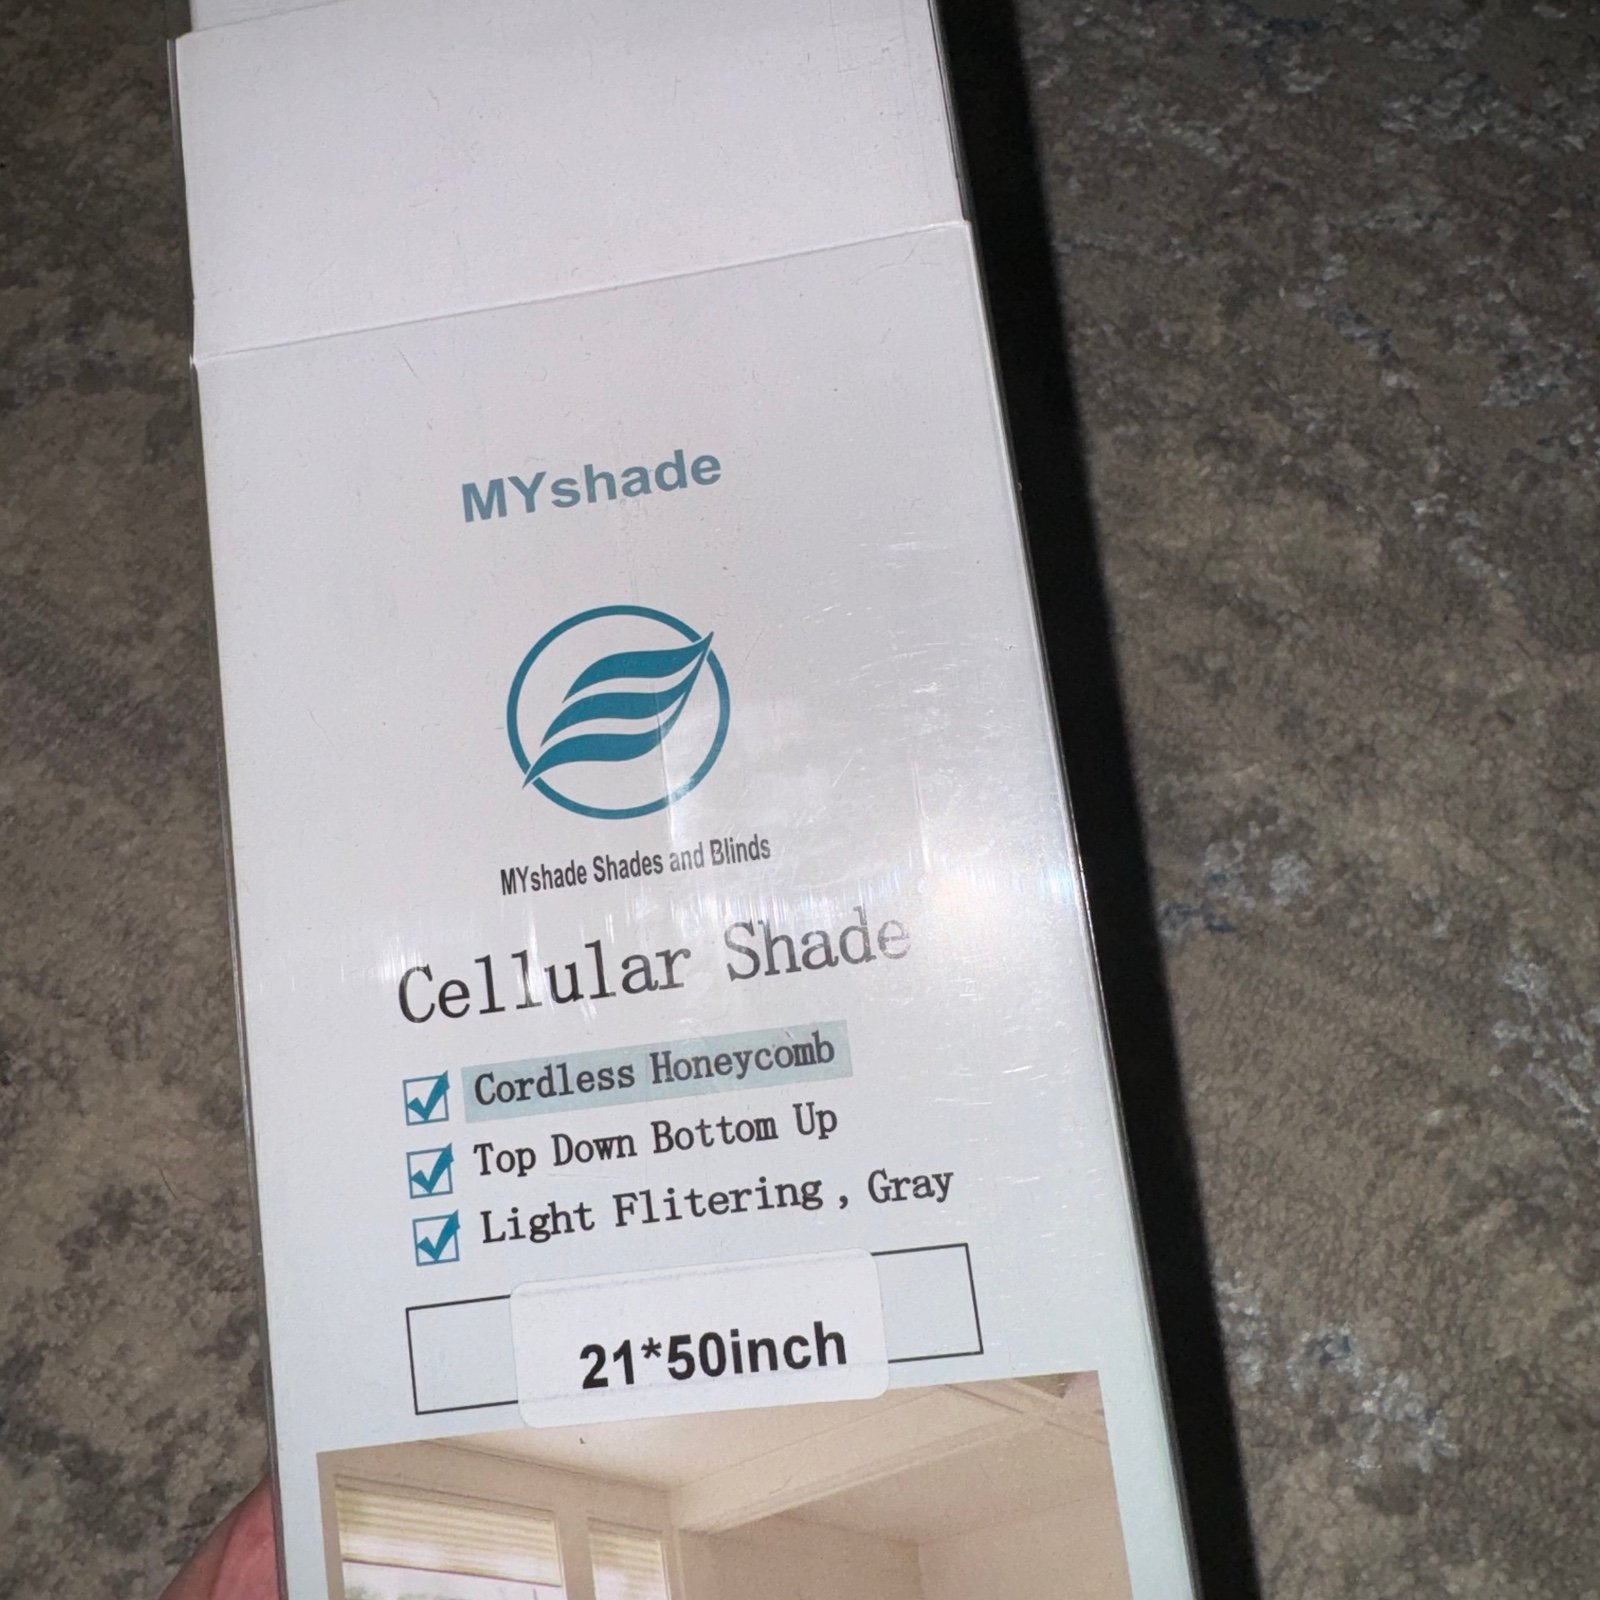 MYshade
MYshade Shades and Blinds
Cellular Shade
Cordless Honeycomb
Top Down Bottom Up
Light Flitering, Gray
21*50inch